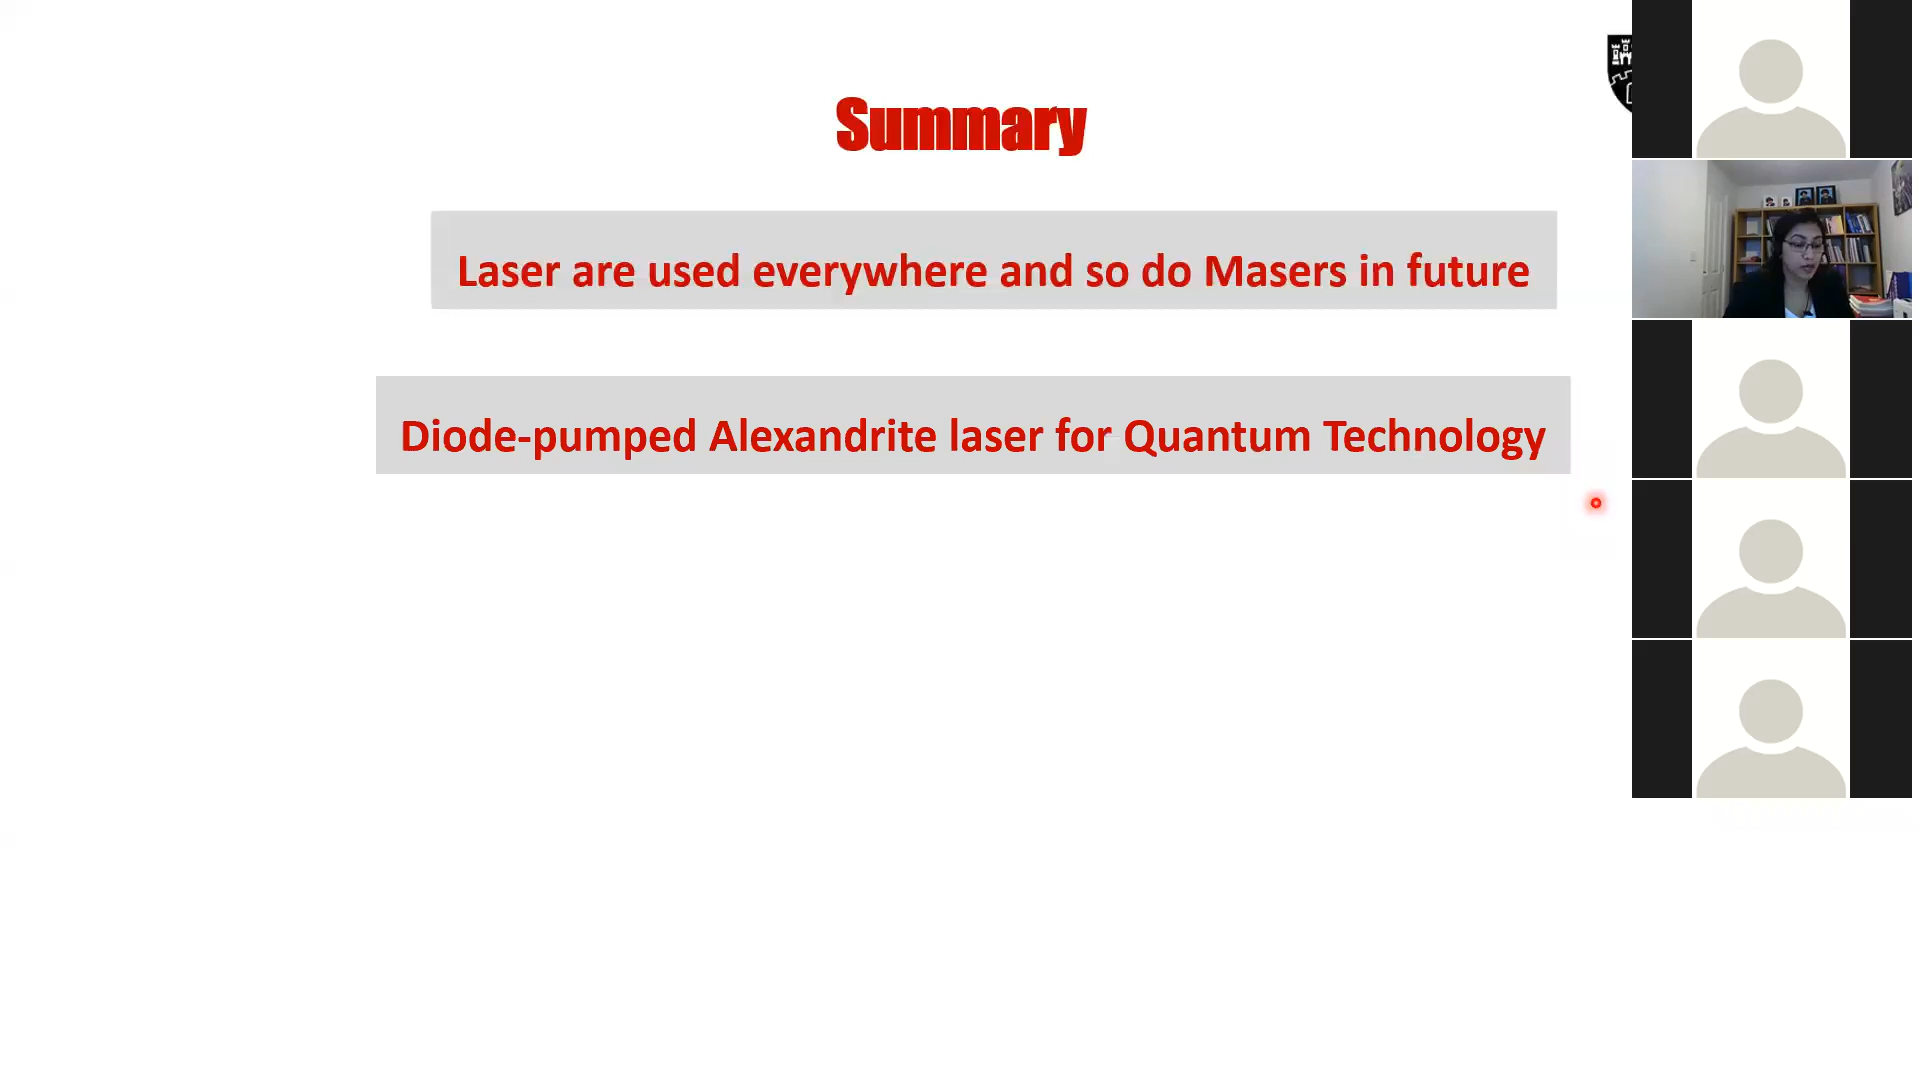 Summary
Laser are used everywhere and so do Masers in future
Diode-pumped Alexandrite laser for Quantum Technology